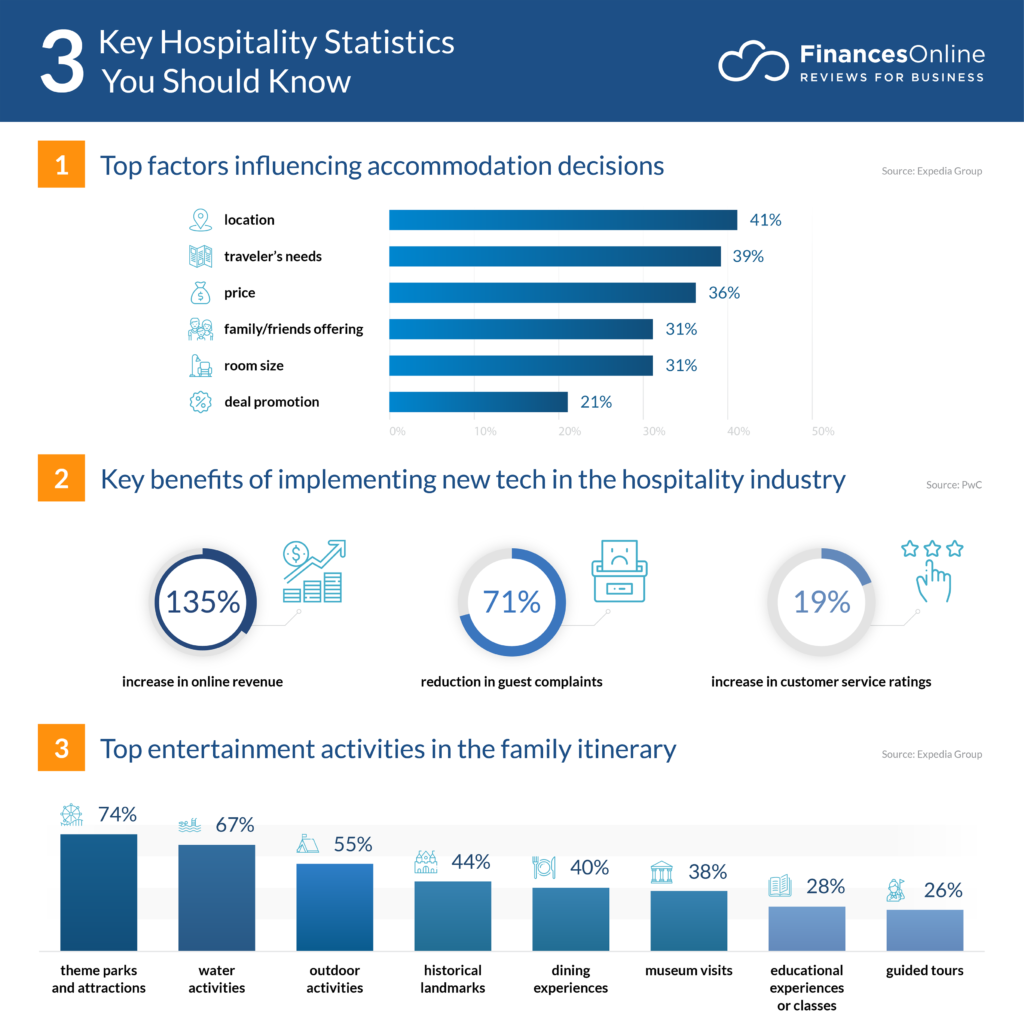 3
Key Hospitality Statistics
You Should Know
FinancesOnline
REVIEWS FOR BUSINESS
1
Top factors influencing accommodation decisions
Source: Expedia Group
location 41%
traveler's needs 39%
price 36%
family/friends offering 31%
room size 31%
deal promotion 21%
0% 10% 20% 30% 40% 50%
2
Key benefits of implementing new tech in the hospitality industry
Source: PwC
135%
increase in online revenue
71%
reduction in guest complaints
19%
increase in customer service ratings
3
Top entertainment activities in the family itinerary
Source: Expedia Group
74%
theme parks
and attractions
67%
water
activities
55%
outdoor
activities
44%
historical
landmarks
40%
dining
experiences
38%
museum visits
28%
educational
experiences
or classes
26%
guided tours